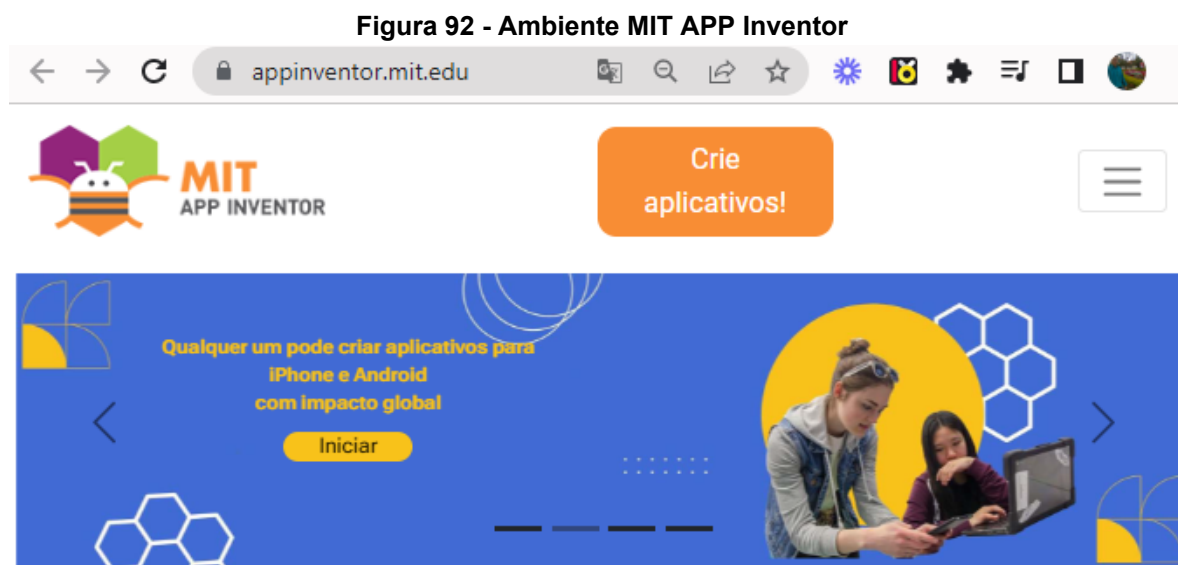 Figura 92 - Ambiente MIT APP Inventor
appinventor.mit.edu
MIT
APP INVENTOR
Crie
aplicativos!
Qualquer um pode criar aplicativos para
iPhone e Android
com impacto global
Iniciar